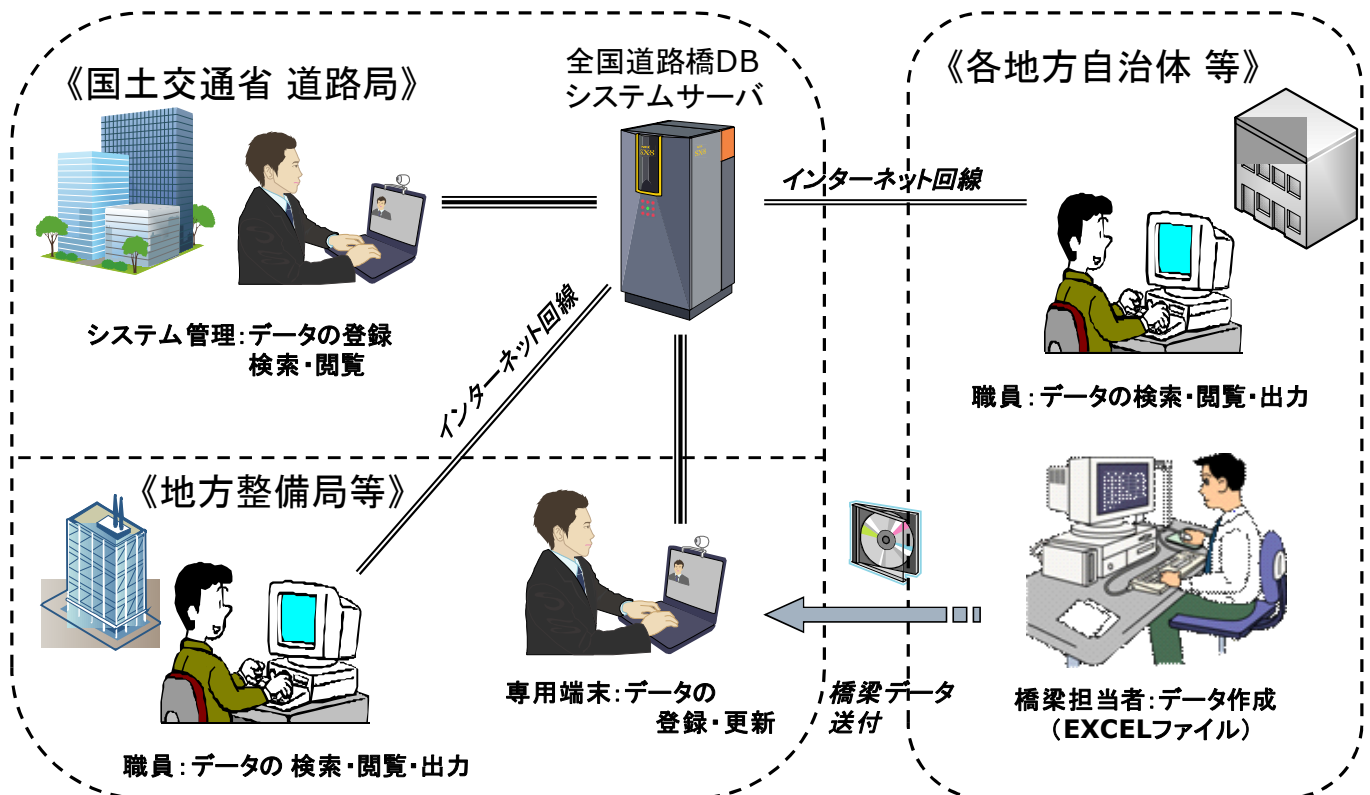 《国土交通省 道路局》
全国道路橋DB
システムサーバ
《各地方自治体 等》
インターネット回線
システム管理：データの登録
検索・閲覧
インターネット回線
職員：データの検索・閲覧・出力
《地方整備局等》
専用端末：データの
登録・更新
橋梁データ
送付
橋梁担当者：データ作成
（EXCELファイル）
職員：データの 検索・閲覧・出力